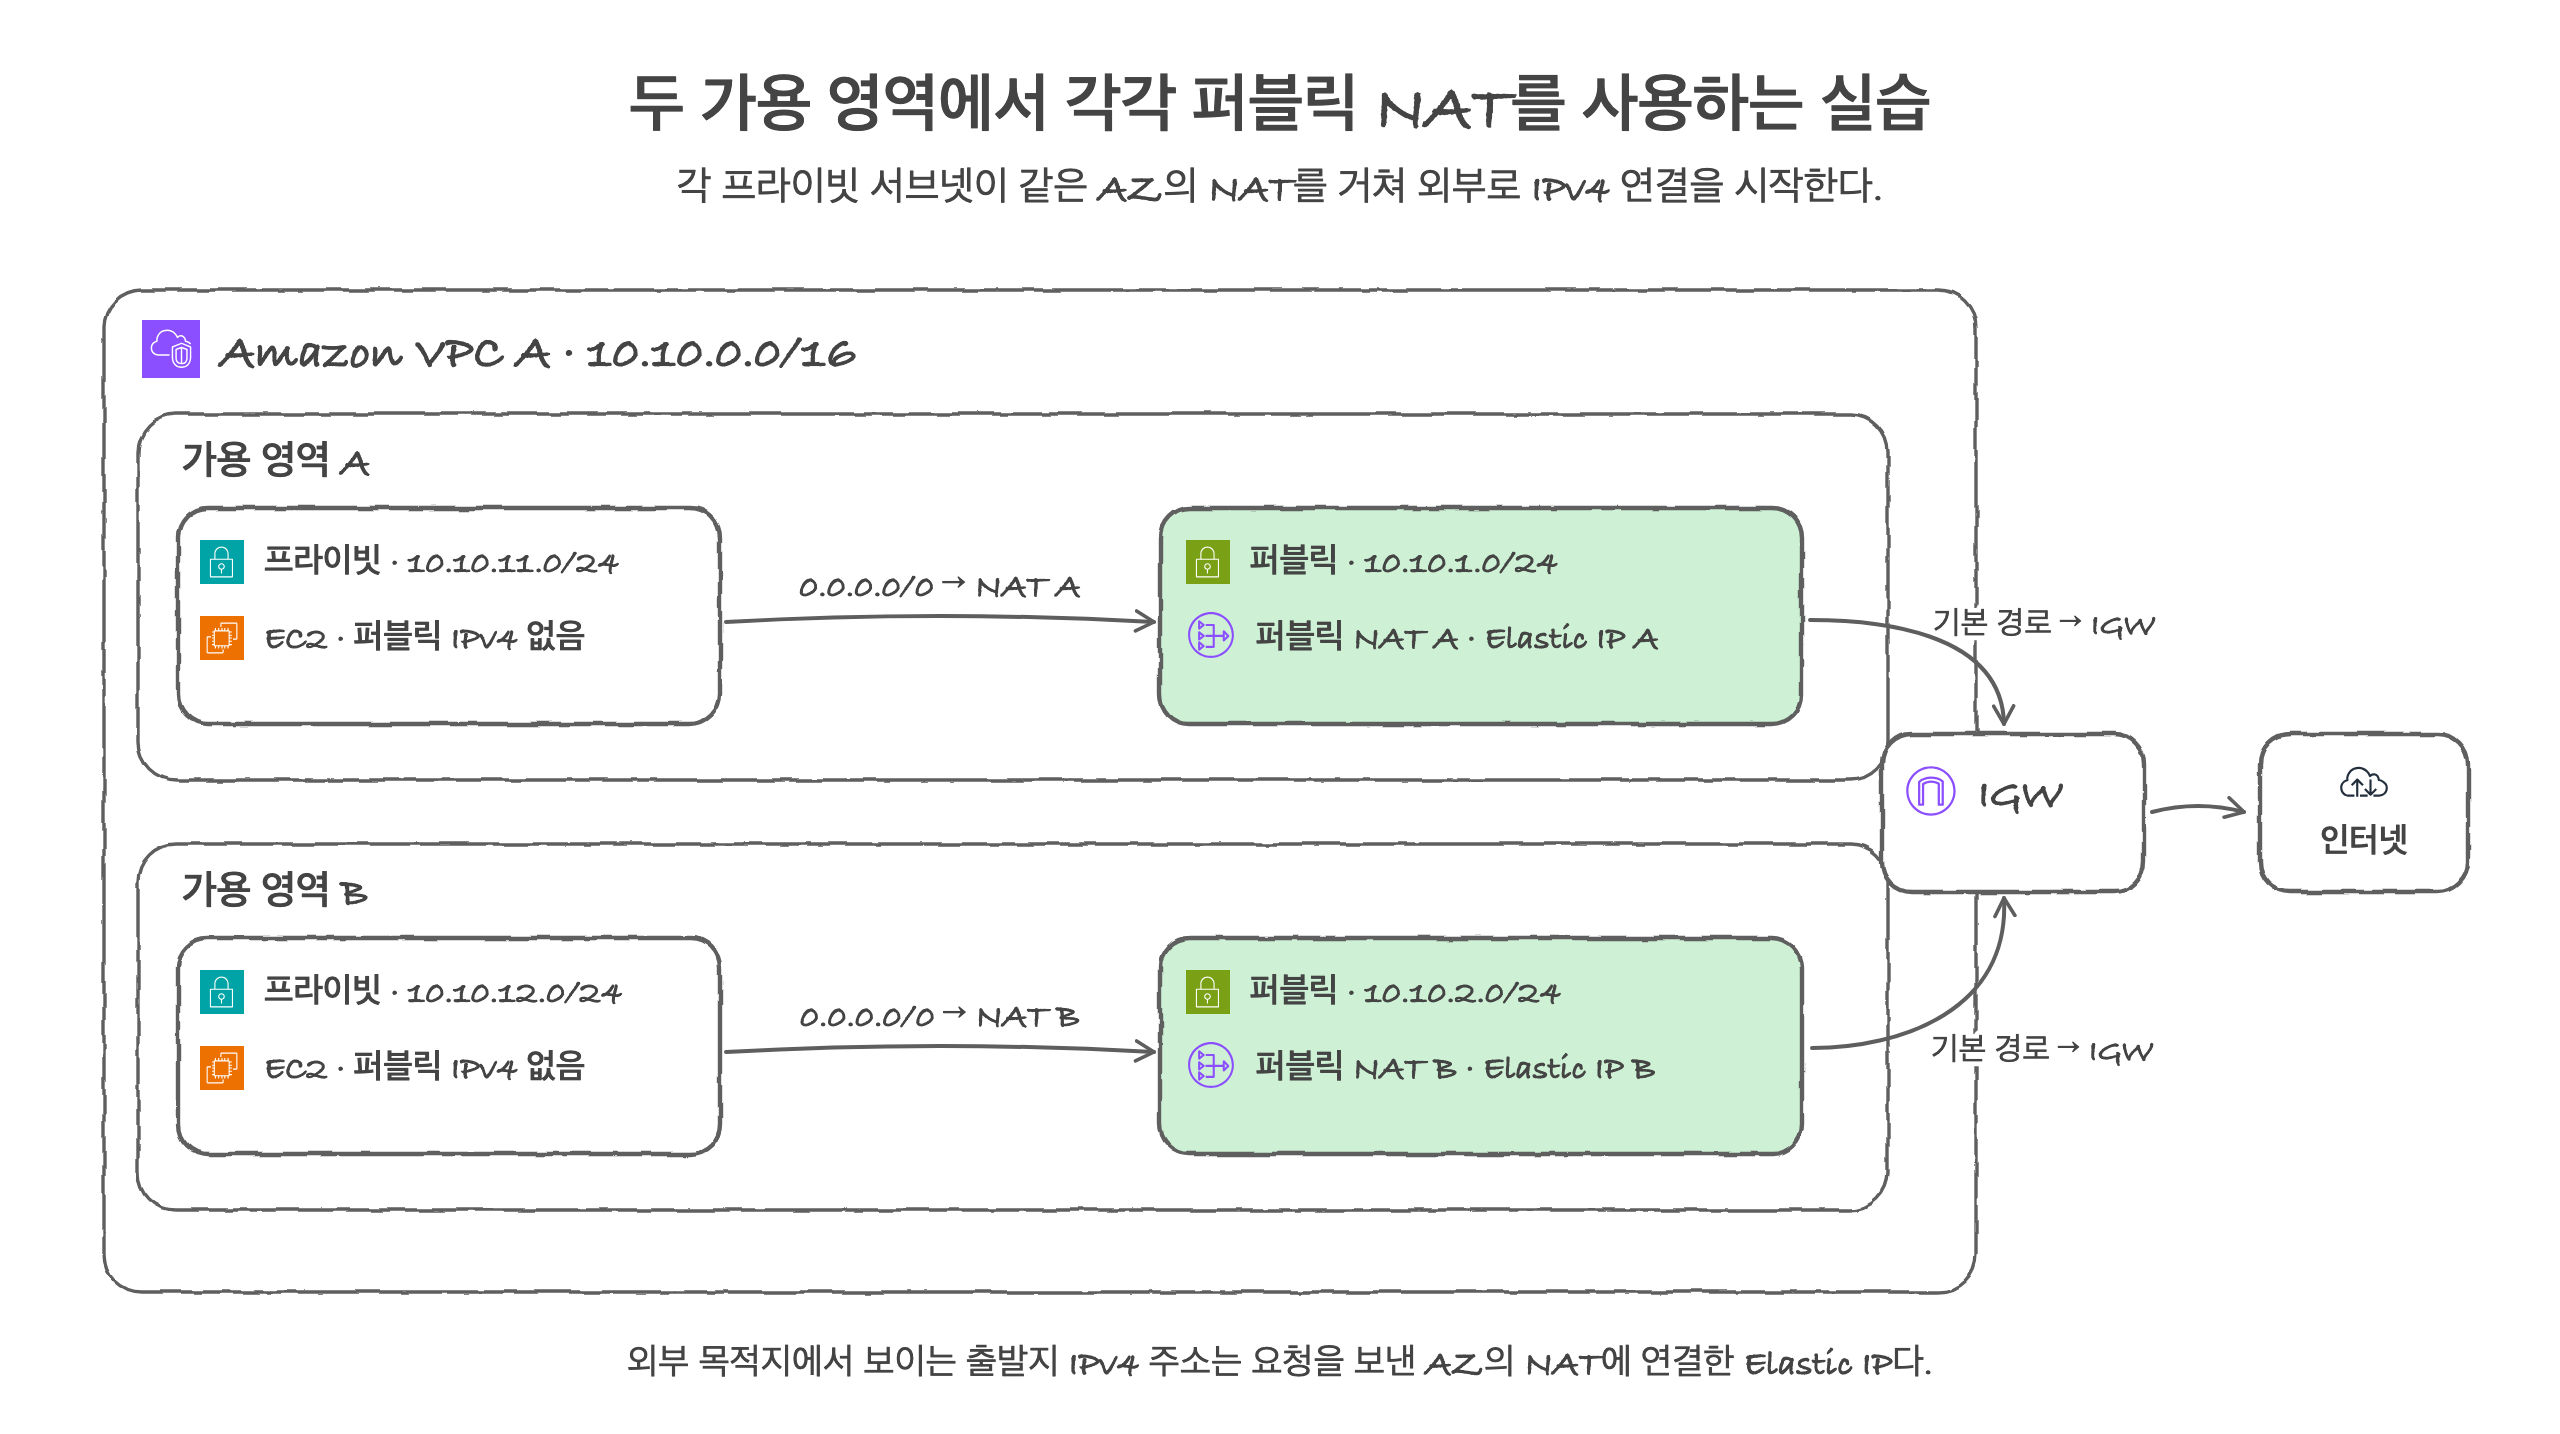 두 가용 영역에서 각각 퍼블릭 NAT를 사용하는 실습
각 프라이빗 서브넷이 같은 AZ의 NAT를 거쳐 외부로 IPv4 연결을 시작한다.
Amazon VPC A · 10.10.0.0/16
가용 영역 A
프라이빗 · 10.10.11.0/24
EC2 · 퍼블릭 IPv4 없음
0.0.0.0/0 → NAT A
퍼블릭 · 10.10.1.0/24
퍼블릭 NAT A · Elastic IP A
기본 경로 → IGW
IGW
인터넷
가용 영역 B
프라이빗 · 10.10.12.0/24
EC2 · 퍼블릭 IPv4 없음
0.0.0.0/0 → NAT B
퍼블릭 · 10.10.2.0/24
퍼블릭 NAT B · Elastic IP B
기본 경로 → IGW
외부 목적지에서 보이는 출발지 IPv4 주소는 요청을 보낸 AZ의 NAT에 연결한 Elastic IP다.